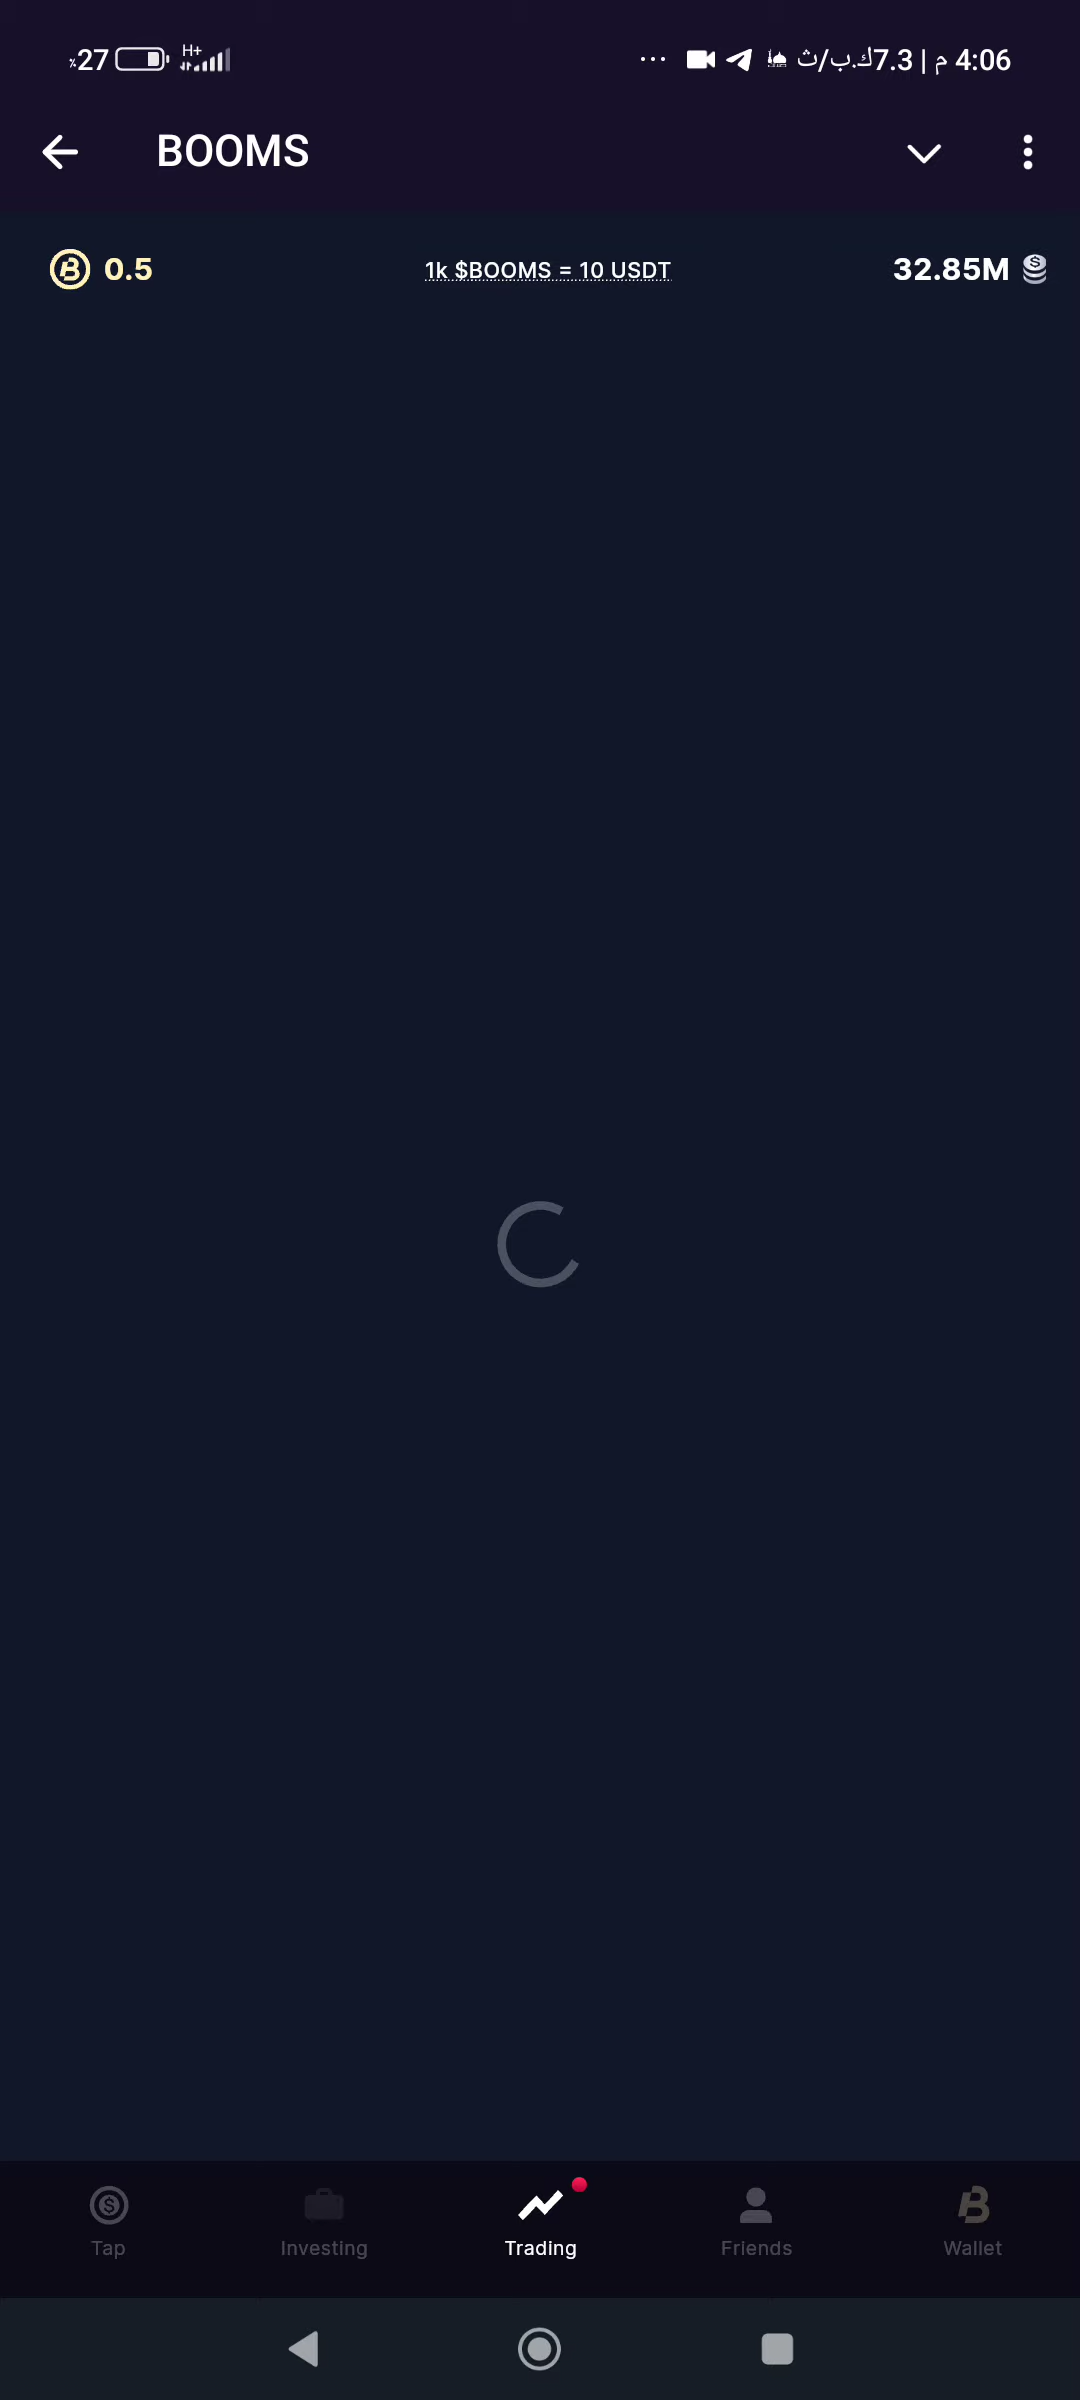 %27 H+ ... 7.3ك.ب/ث | م 4:06
BOOMS
0.5 1k $BOOMS = 10 USDT 32.85M
Tap Investing Trading Friends Wallet